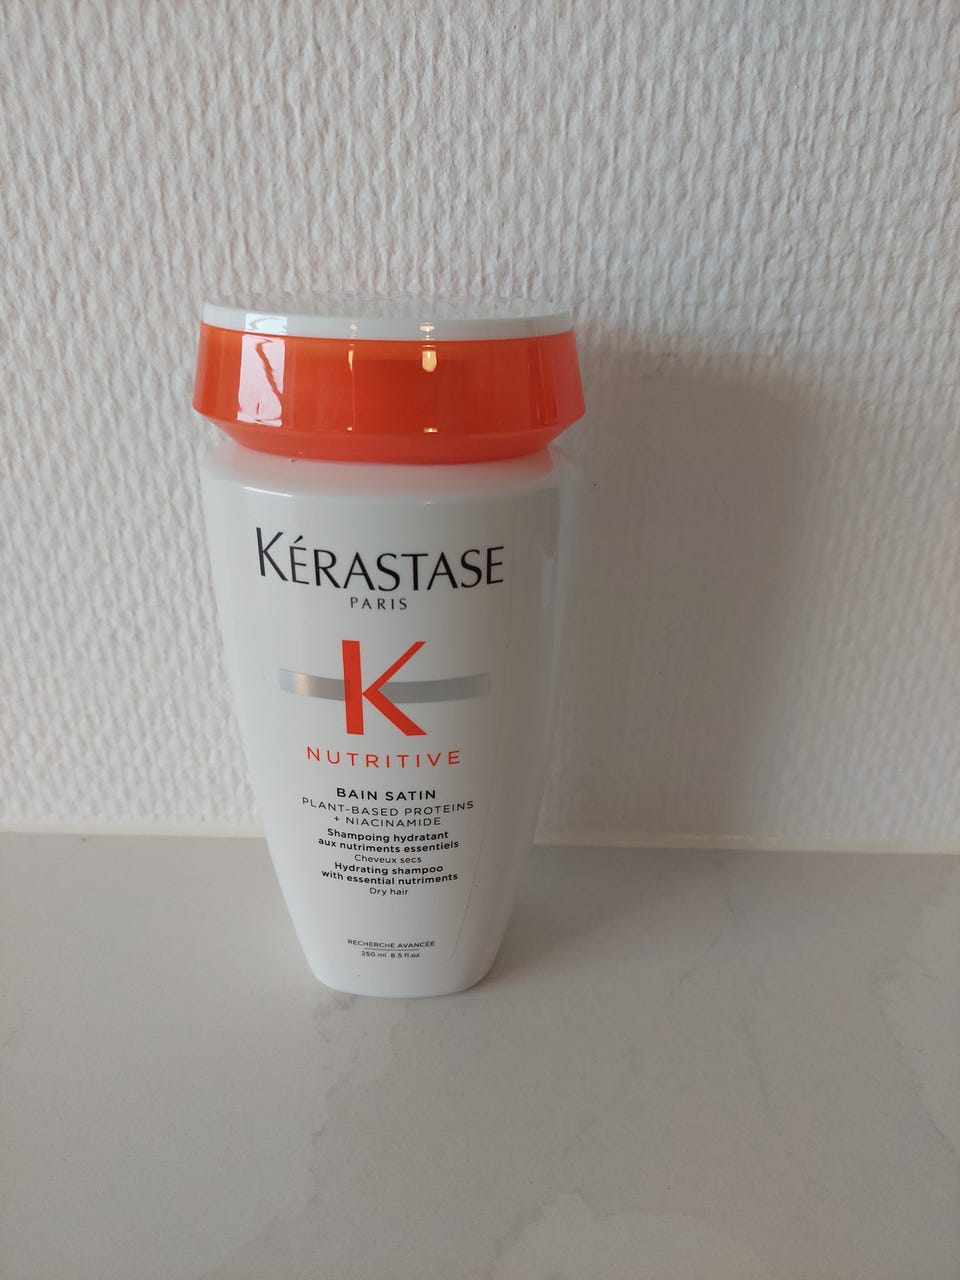 KÉRASTASE
PARIS
K
NUTRITIVE
BAIN SATIN
PLANT-BASED PROTEINS
+ NIACINAMIDE
Shampoing hydratant
aux nutriments essentiels
Cheveux secs
Hydrating shampoo
with essential nutriments
Dry hair
RECHERCHE AVANCÉE
250 ml 8.5 fl.oz